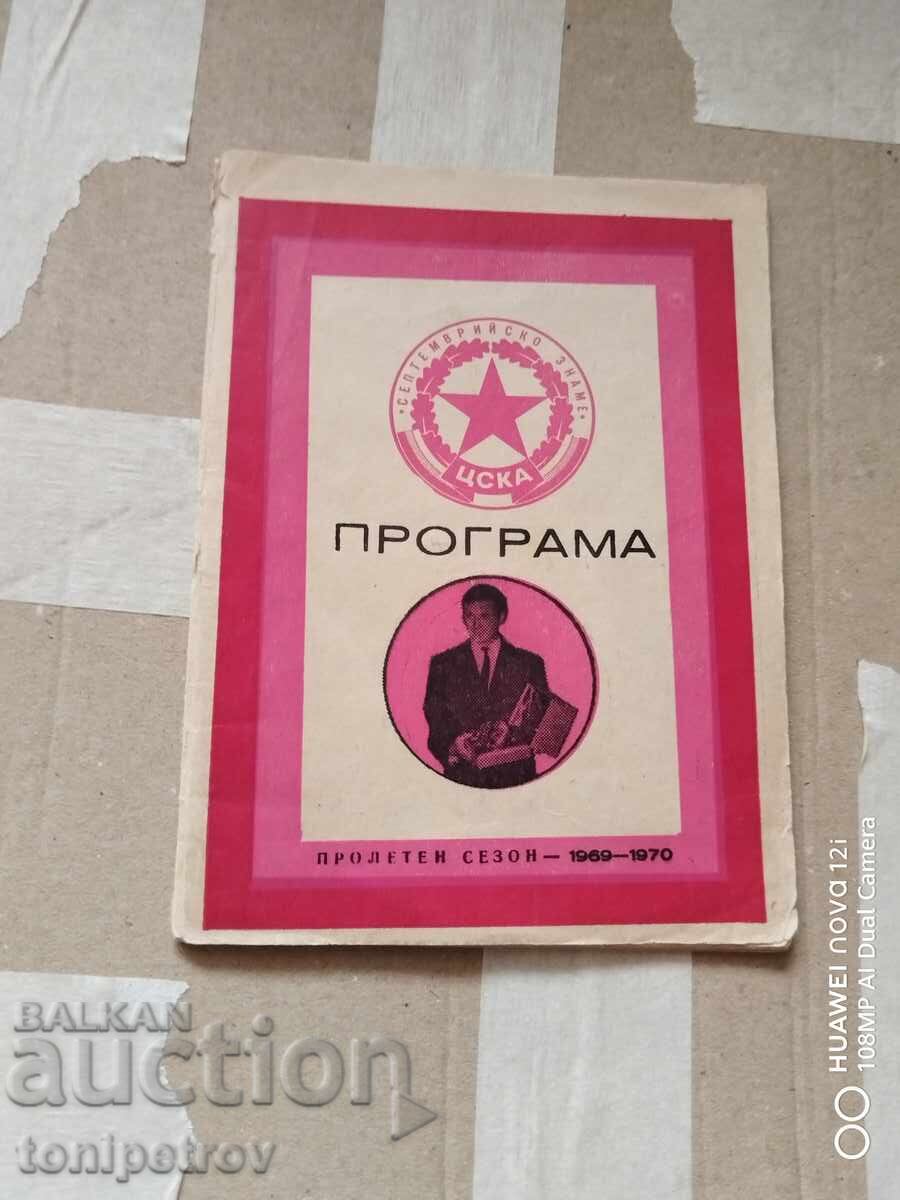 •СЕПТЕМВРИЙСКО ЗНАМЕ•
ЦСКА
ПРОГРАМА
ПРОЛЕТЕН СЕЗОН — 1969—1970
BALKAN
auction
tonipetrov
HUAWEI nova 12i
108MP AI Dual Camera